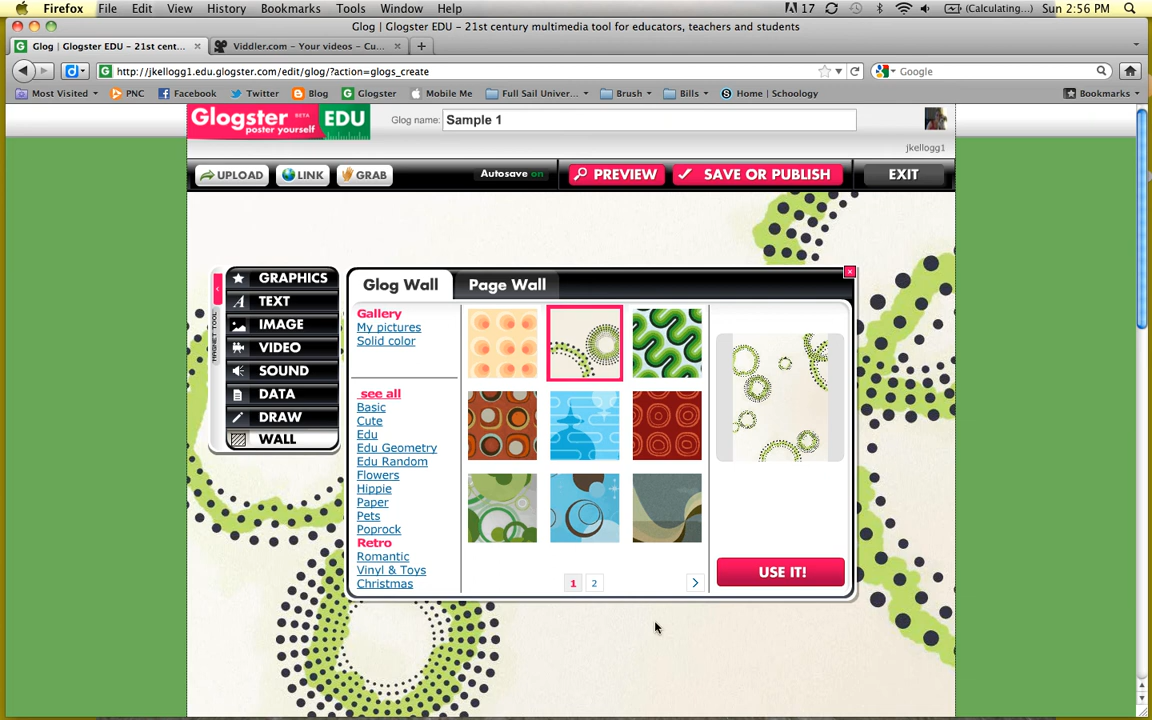 Firefox File Edit View History Bookmarks Tools Window Help 17 (Calculating... Sun 2:56 PM
Glog | Glogster EDU – 21st century multimedia tool for educators, teachers and students
Glog | Glogster EDU – 21st cent... Viddler.com – Your videos – Cu...
http://jkellogg1.edu.glogster.com/edit/glog/?action=glogs_create Google
Most Visited PNC Facebook Twitter Blog Glogster Mobile Me Full Sail Univer... Brush Bills Home | Schoology Bookmarks
Glogster BETA EDU Glog name: Sample 1
poster yourself
jkellogg1
UPLOAD LINK GRAB Autosave on PREVIEW SAVE OR PUBLISH EXIT
GRAPHICS
TEXT
IMAGE
VIDEO
SOUND
DATA
DRAW
WALL
MAGNET TOOL
Glog Wall Page Wall
Gallery
My pictures
Solid color
see all
Basic
Cute
Edu
Edu Geometry
Edu Random
Flowers
Hippie
Paper
Pets
Poprock
Retro
Romantic
Vinyl & Toys
Christmas
1 2
USE IT!